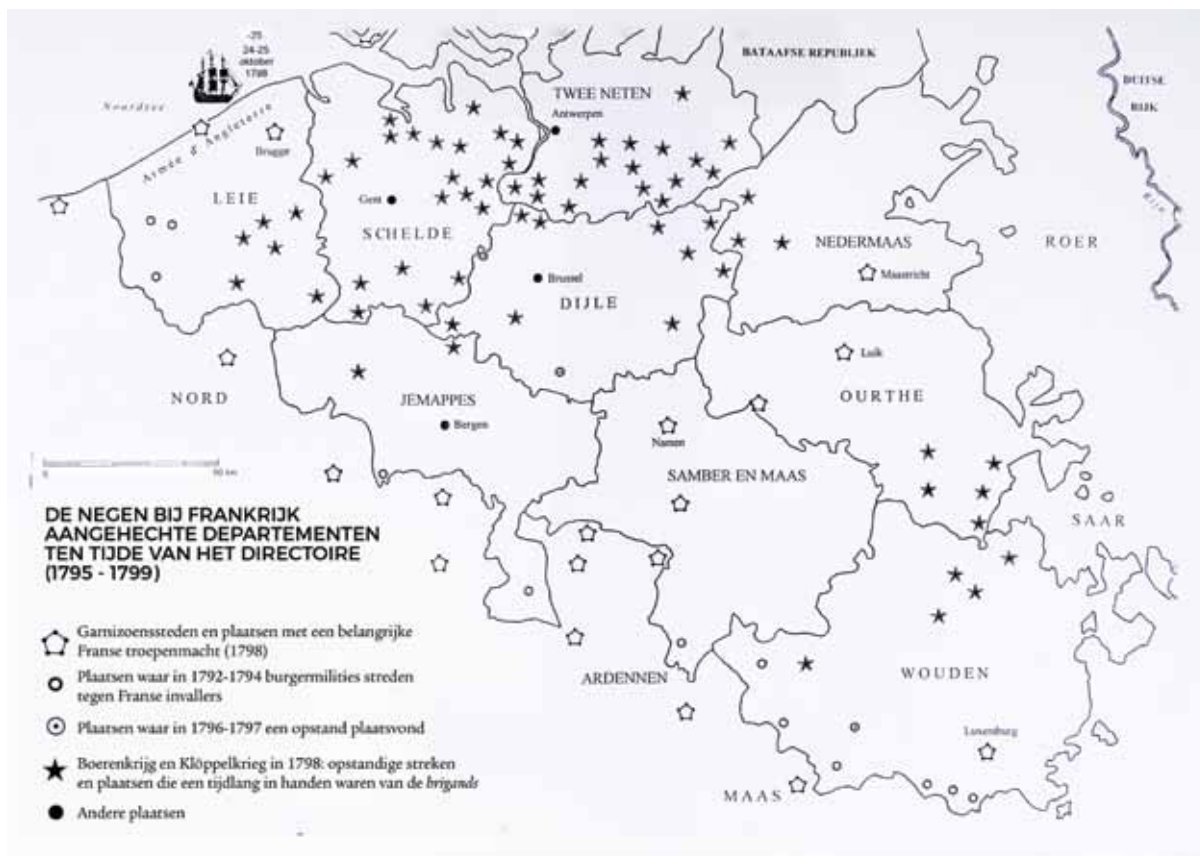 -25
24-25
oktober
1798
BATAAFSE REPUBLIEK
DUITSE
RIJK
Rijn
Noordzee
TWEE NETEN
Antwerpen
Armée d'Angleterre
Brugge
LEIE
Gent
SCHELDE
NEDERMAAS
ROER
Maastricht
Brussel
DIJLE
Luik
OURTHE
NORD
JEMAPPES
Bergen
Namen
SAMBER EN MAAS
0
50 km
SAAR
DE NEGEN BIJ FRANKRIJK
AANGEHECHTE DEPARTEMENTEN
TEN TIJDE VAN HET DIRECTOIRE
(1795 - 1799)
Garnizoenssteden en plaatsen met een belangrijke
Franse troepenmacht (1798)
Plaatsen waar in 1792-1794 burgermilities streden
tegen Franse invallers
Plaatsen waar in 1796-1797 een opstand plaatsvond
Boerenkrijg en Klöppelkrieg in 1798: opstandige streken
en plaatsen die een tijdlang in handen waren van de brigands
Andere plaatsen
ARDENNEN
WOUDEN
Luxemburg
MAAS